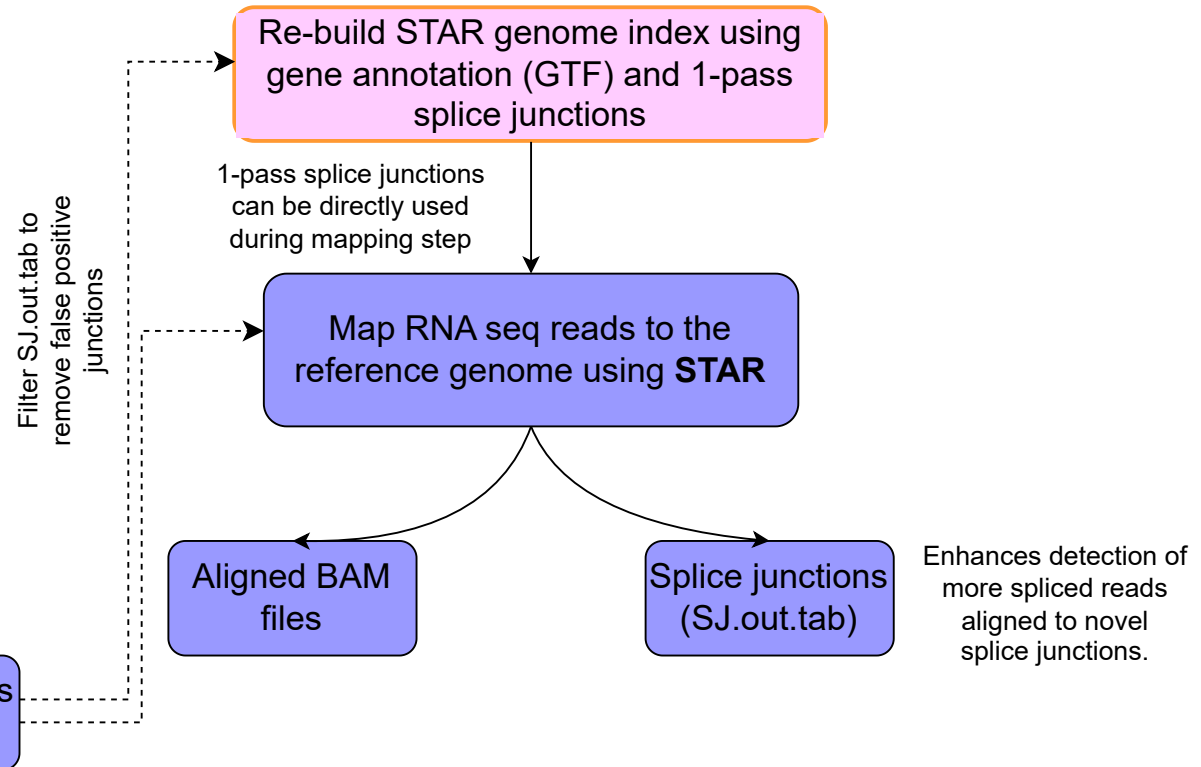 Re-build STAR genome index using
gene annotation (GTF) and 1-pass
splice junctions
1-pass splice junctions
can be directly used
during mapping step
Filter SJ.out.tab to
remove false positive
junctions
Map RNA seq reads to the
reference genome using STAR
Aligned BAM
files
Splice junctions
(SJ.out.tab)
Enhances detection of
more spliced reads
aligned to novel
splice junctions.